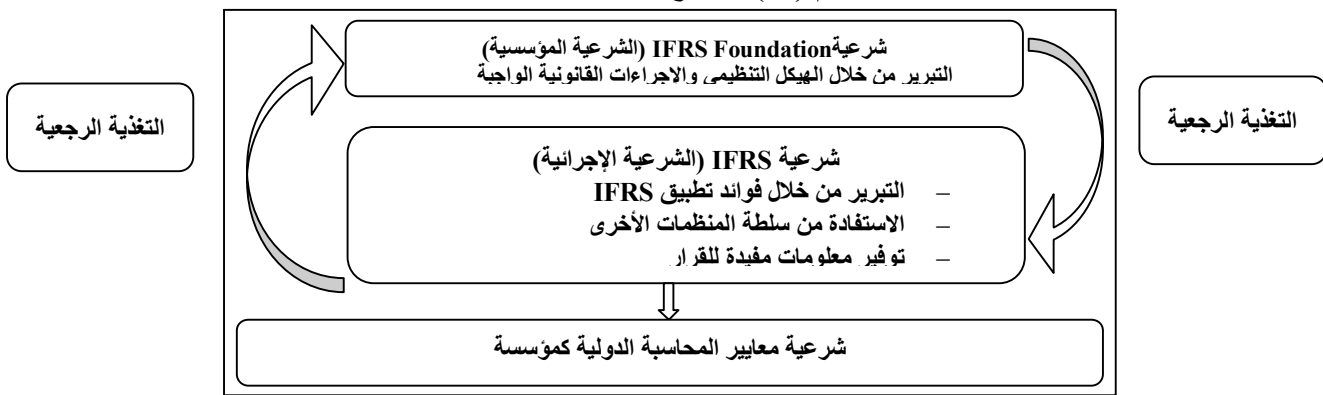 شرعيةIFRS Foundation (الشرعية المؤسسية)
التبرير من خلال الهيكل التنظيمي والاجراءات القانونية الواجبة
التغذية الرجعية
التغذية الرجعية
شرعية IFRS (الشرعية الإجرائية)
– التبرير من خلال فوائد تطبيق IFRS
– الاستفادة من سلطة المنظمات الأخرى
– توفير معلومات مفيدة للقرار
شرعية معايير المحاسبة الدولية كمؤسسة